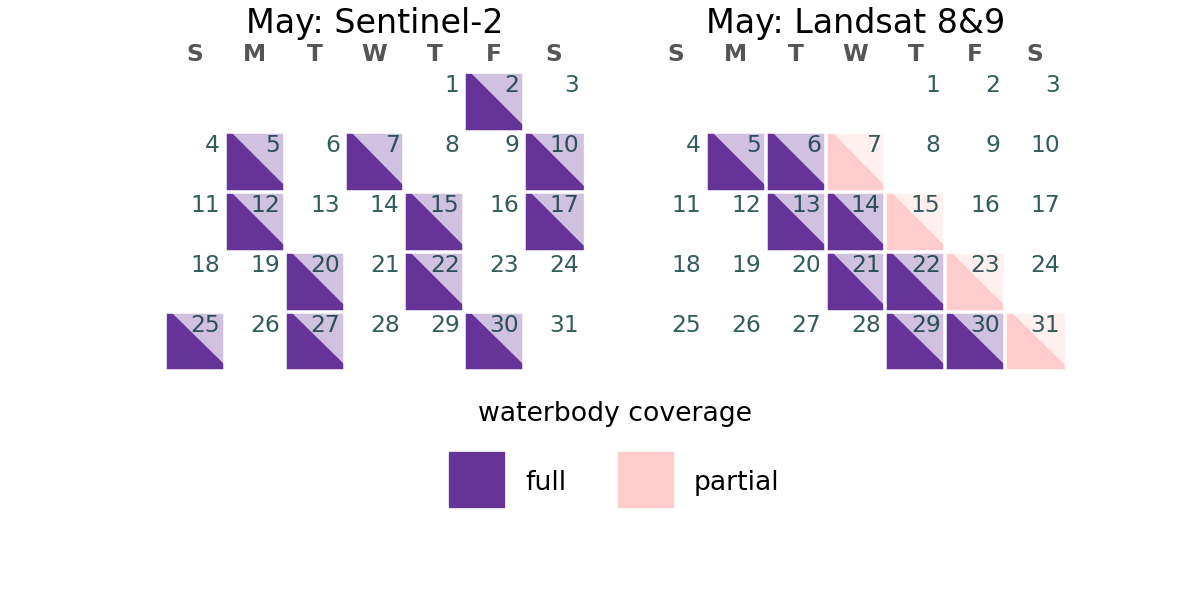 May: Sentinel-2
S M T W T F S
1 2 3
4 5 6 7 8 9 10
11 12 13 14 15 16 17
18 19 20 21 22 23 24
25 26 27 28 29 30 31
May: Landsat 8&9
S M T W T F S
1 2 3
4 5 6 7 8 9 10
11 12 13 14 15 16 17
18 19 20 21 22 23 24
25 26 27 28 29 30 31
waterbody coverage
full partial